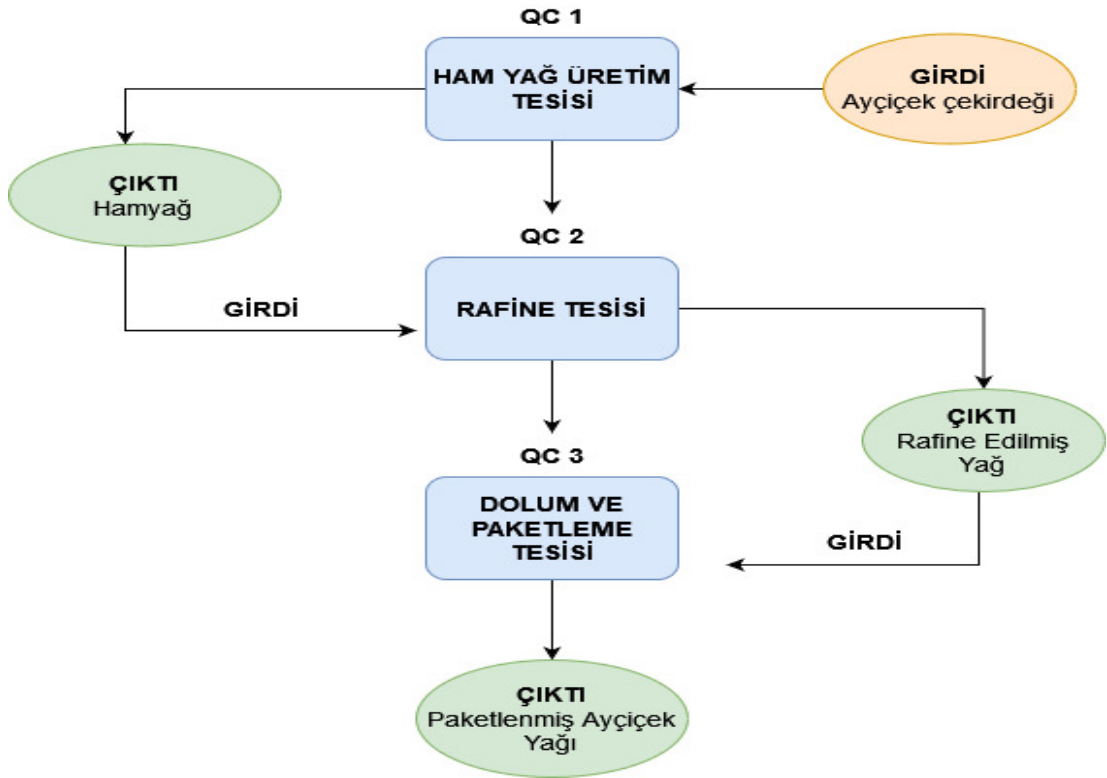 QC 1
HAM YAĞ ÜRETİM
TESİSİ
GİRDİ
Ayçiçek çekirdeği
ÇIKTI
Hamyağ
QC 2
GİRDİ
RAFİNE TESİSİ
ÇIKTI
Rafine Edilmiş
Yağ
QC 3
DOLUM VE
PAKETLEME
TESİSİ
GİRDİ
ÇIKTI
Paketlenmiş Ayçiçek
Yağı